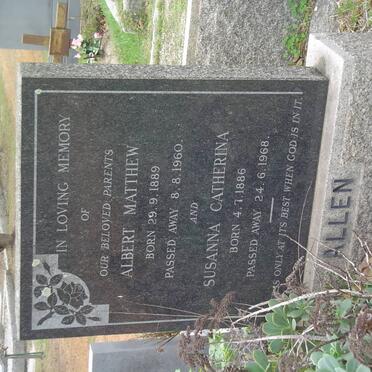 IN LOVING MEMORY
OF
OUR BELOVED PARENTS
ALBERT MATTHEW
BORN 29.9.1889
PASSED AWAY 8.8.1960.
AND
SUSANNA CATHERINA
BORN 4.7.1886
PASSED AWAY 24.6.1968.
IS ONLY AT ITS BEST WHEN GOD IS IN IT.
ALLEN